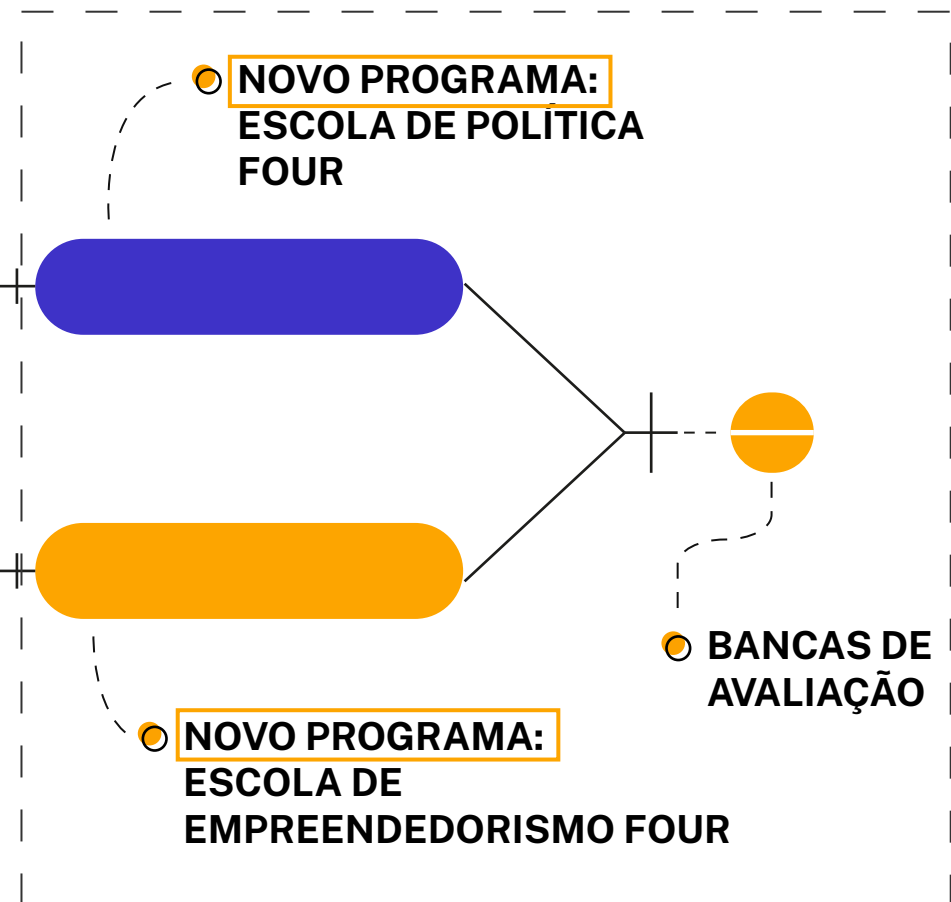 NOVO PROGRAMA:
ESCOLA DE POLÍTICA
FOUR
BANCAS DE
AVALIAÇÃO
NOVO PROGRAMA:
ESCOLA DE
EMPREENDEDORISMO FOUR